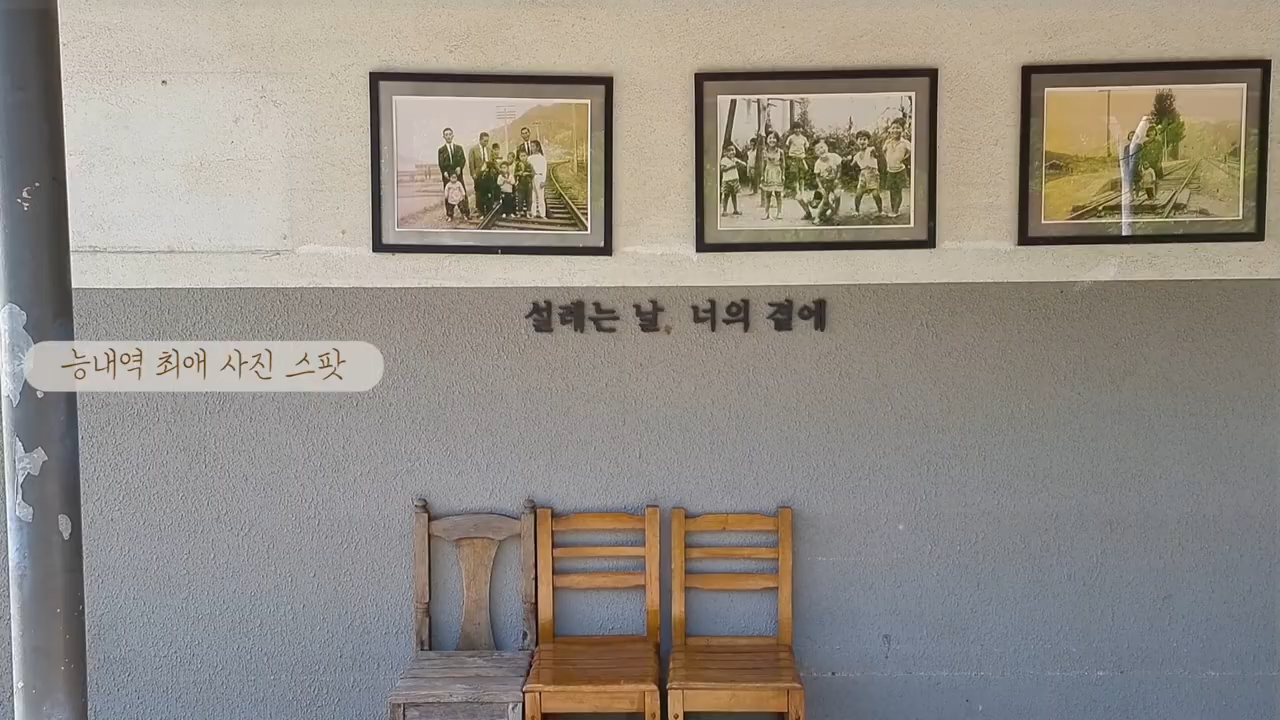 설레는 날, 너의 곁에
능내역 최애 사진 스팟